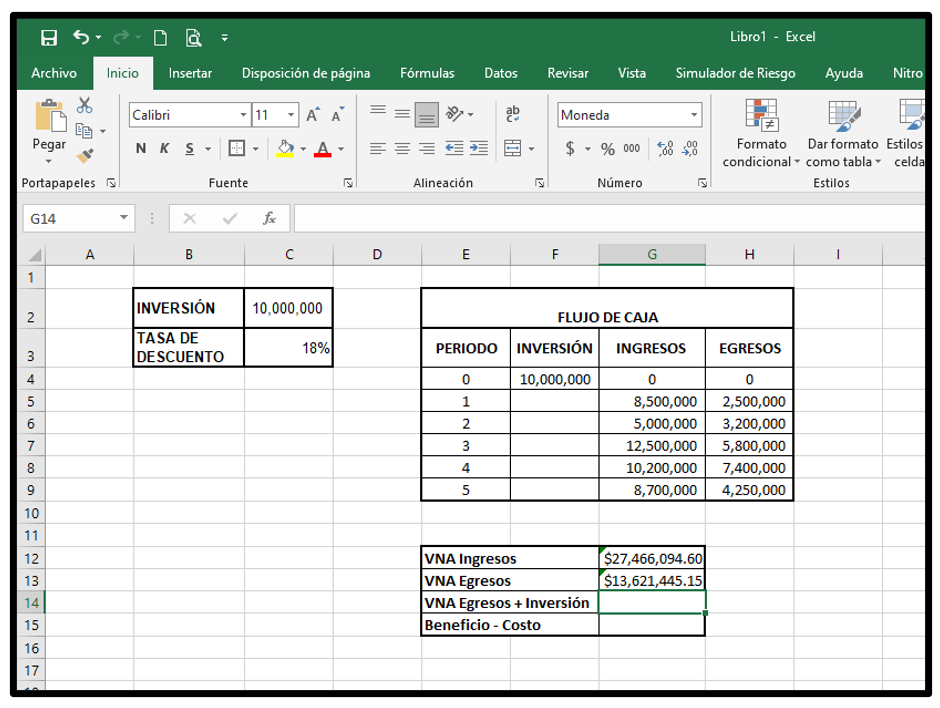 Libro1 - Excel
Archivo Inicio Insertar Disposición de página Fórmulas Datos Revisar Vista Simulador de Riesgo Ayuda Nitro
Pegar
Calibri 11 A A
N K S A
ab
Moneda
$ % 000
Formato condicional
Dar formato como tabla
Estilos celda
Portapapeles Fuente Alineación Número Estilos
G14 fx
A B C D E F G H I
1
2 INVERSIÓN 10,000,000 FLUJO DE CAJA
3 TASA DE DESCUENTO 18% PERIODO INVERSIÓN INGRESOS EGRESOS
4 0 10,000,000 0 0
5 1 8,500,000 2,500,000
6 2 5,000,000 3,200,000
7 3 12,500,000 5,800,000
8 4 10,200,000 7,400,000
9 5 8,700,000 4,250,000
10
11
12 VNA Ingresos $27,466,094.60
13 VNA Egresos $13,621,445.15
14 VNA Egresos + Inversión
15 Beneficio - Costo
16
17